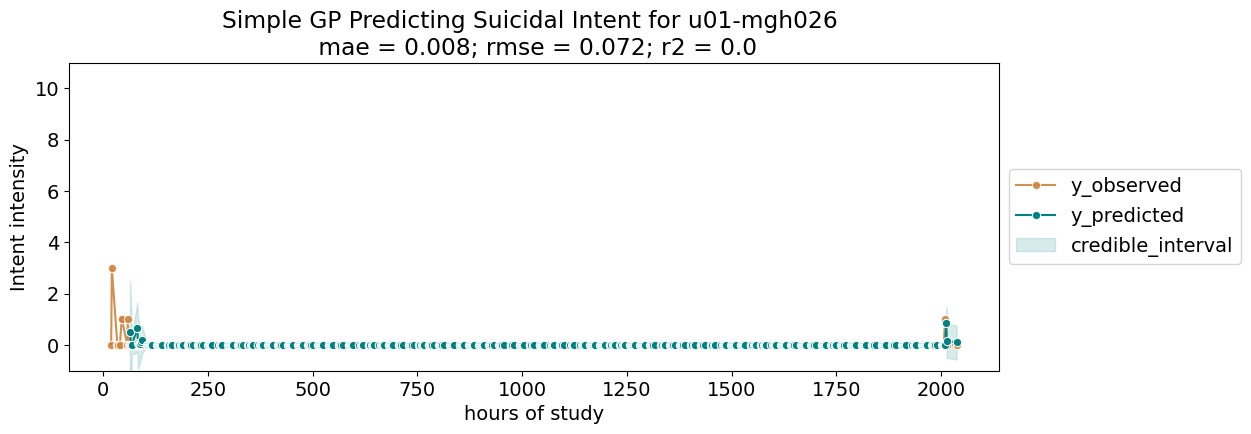 Simple GP Predicting Suicidal Intent for u01-mgh026
mae = 0.008; rmse = 0.072; r2 = 0.0
Intent intensity
10
8
6
4
2
0
0 250 500 750 1000 1250 1500 1750 2000
hours of study
y_observed
y_predicted
credible_interval